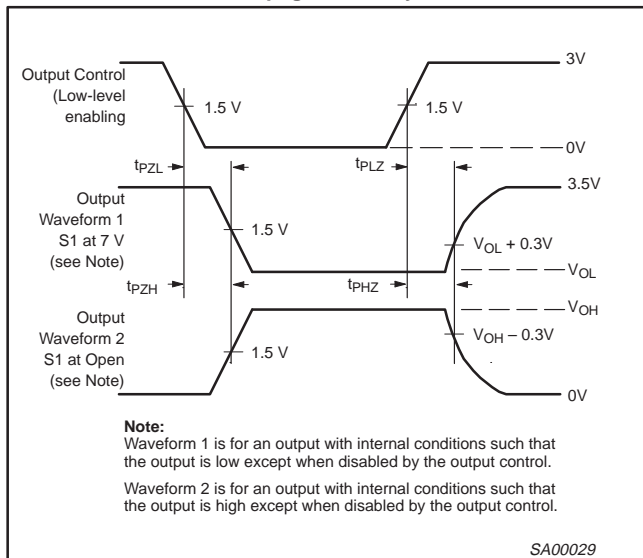 Output Control
(Low-level
enabling
1.5 V
1.5 V
3V
0V
tPZL
tPLZ
3.5V
Output
Waveform 1
S1 at 7 V
(see Note)
1.5 V
VOL + 0.3V
VOL
tPZH
tPHZ
VOH
Output
Waveform 2
S1 at Open
(see Note)
1.5 V
VOH – 0.3V
0V
Note:
Waveform 1 is for an output with internal conditions such that
the output is low except when disabled by the output control.
Waveform 2 is for an output with internal conditions such that
the output is high except when disabled by the output control.
SA00029